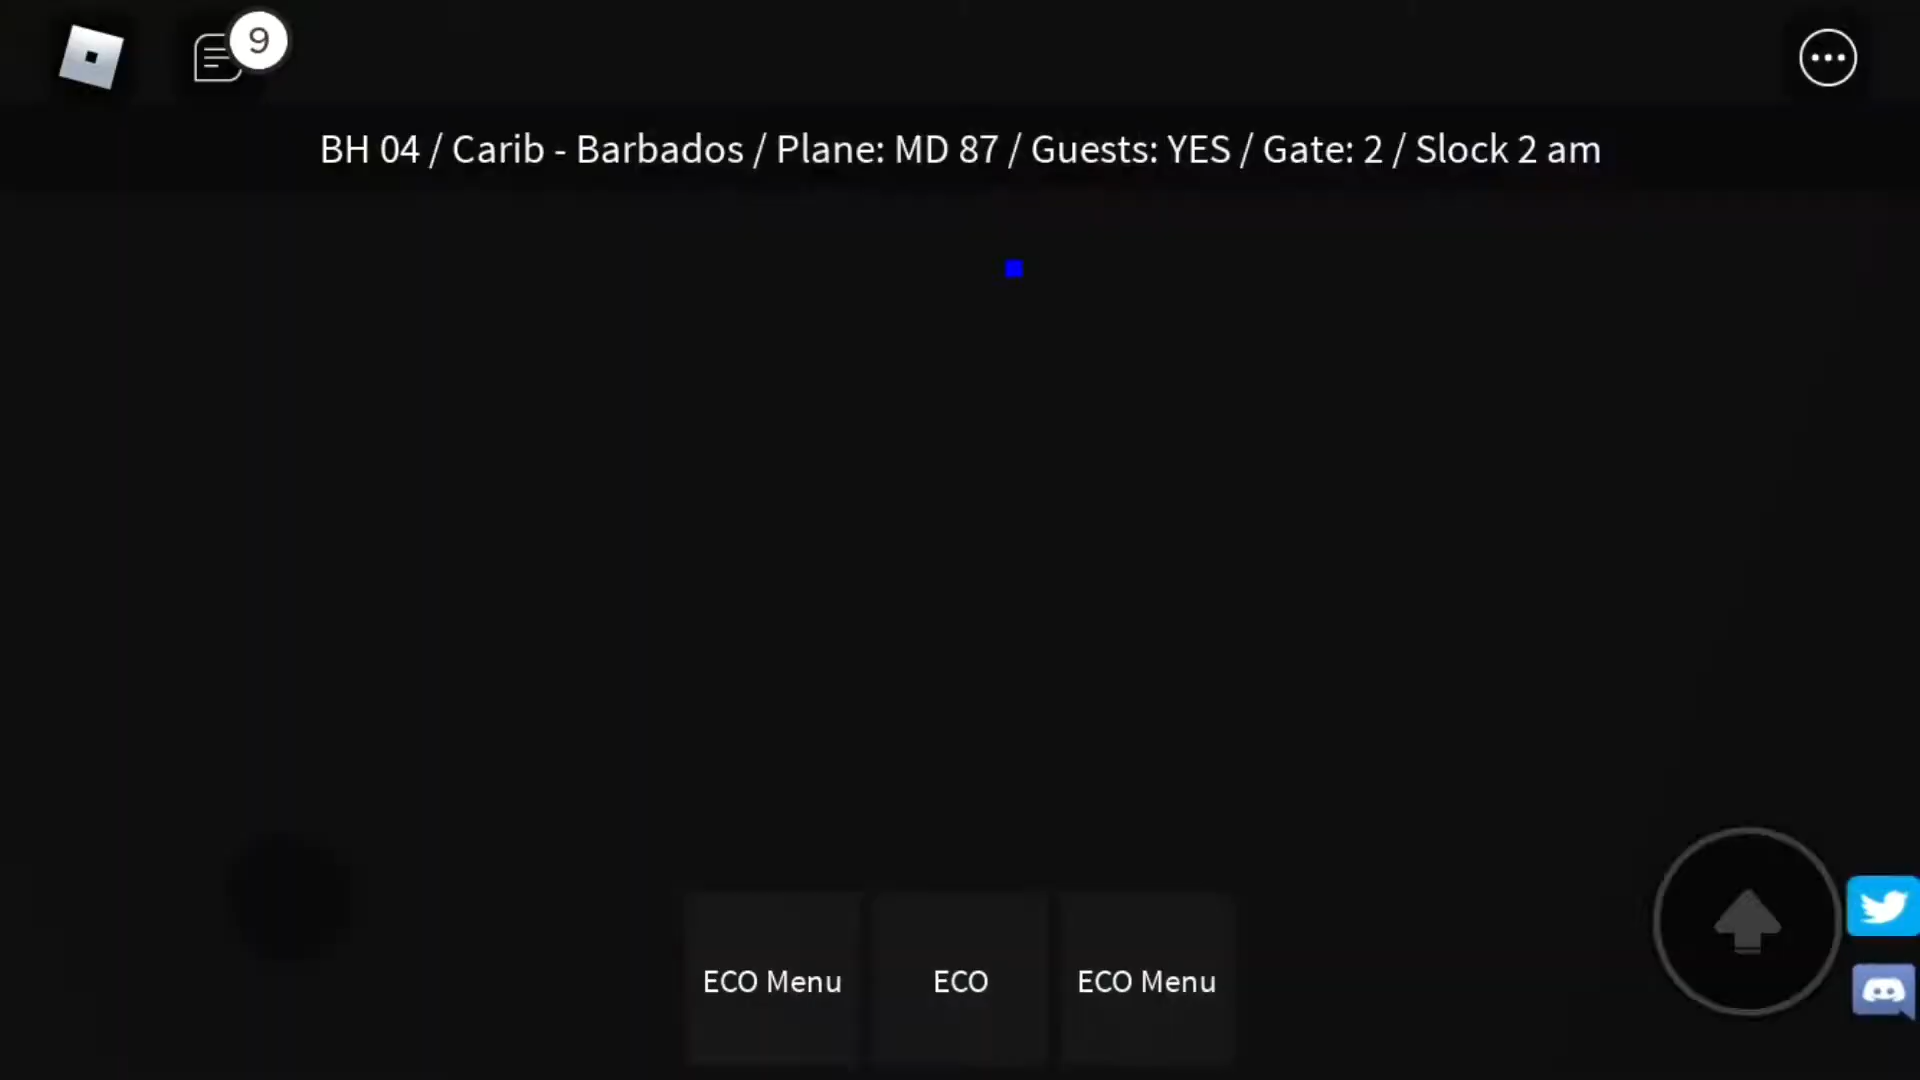 9
BH 04 / Carib - Barbados / Plane: MD 87 / Guests: YES / Gate: 2 / Slock 2 am
ECO Menu
ECO
ECO Menu